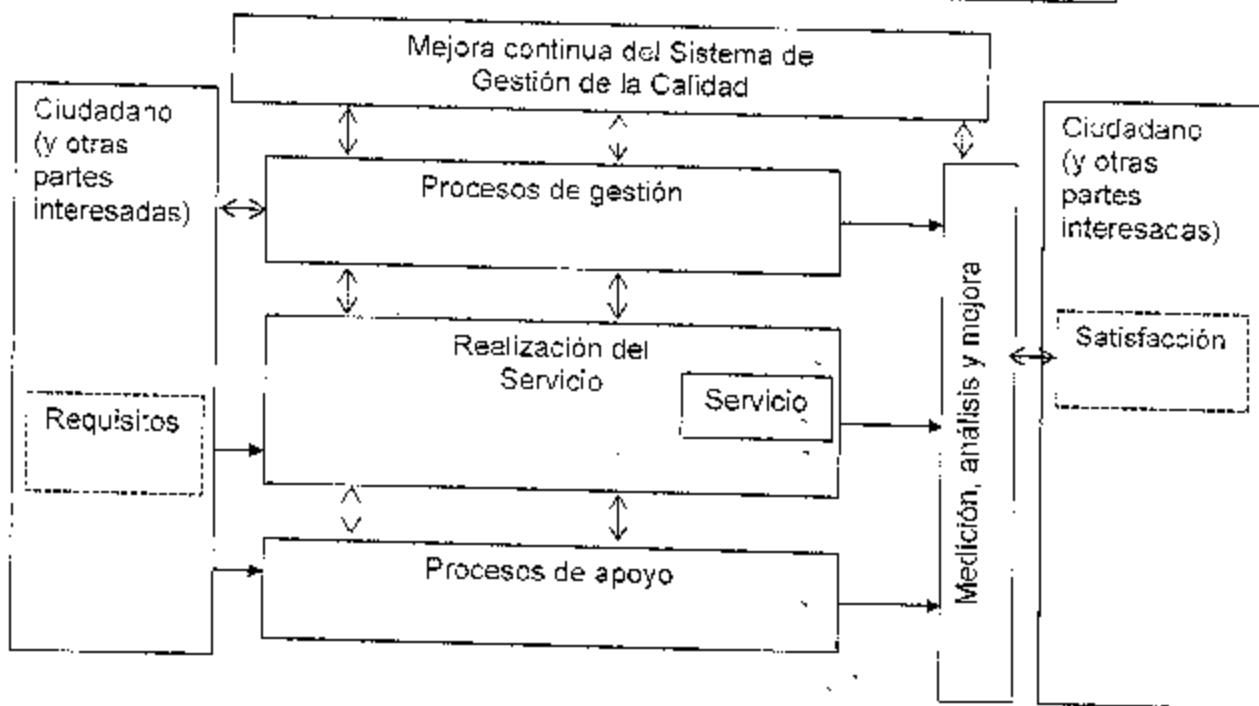 Mejora continua del Sistema de
Gestión de la Calidad
Ciudadano
(y otras
partes
interesadas)
Requisitos
Procesos de gestión
Realización del
Servicio
Servicio
Procesos de apoyo
Medición, análisis y mojora
Ciudadano
(y otras
partes
interesacas)
Satisfacción